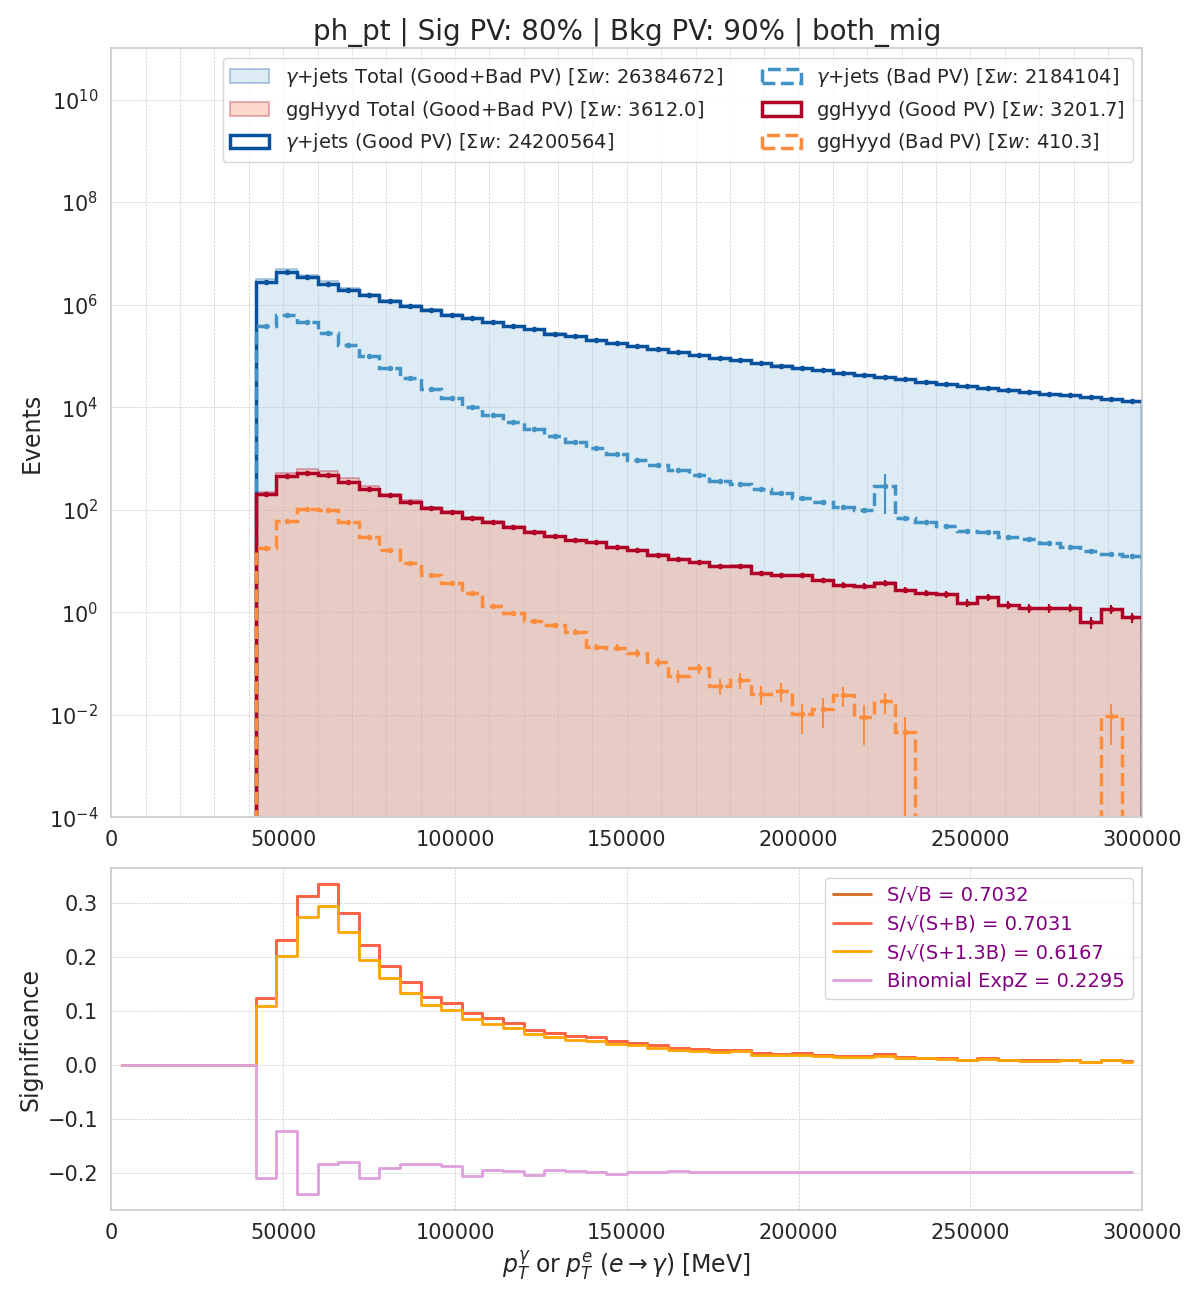 ph_pt | Sig PV: 80% | Bkg PV: 90% | both_mig
γ+jets Total (Good+Bad PV) [Σw: 26384672]
ggHyyd Total (Good+Bad PV) [Σw: 3612.0]
γ+jets (Good PV) [Σw: 24200564]
γ+jets (Bad PV) [Σw: 2184104]
ggHyyd (Good PV) [Σw: 3201.7]
ggHyyd (Bad PV) [Σw: 410.3]
Events
10^10
10^8
10^6
10^4
10^2
10^0
10^−2
10^−4
0 50000 100000 150000 200000 250000 300000
Significance
0.3
0.2
0.1
0.0
−0.1
−0.2
S/√B = 0.7032
S/√(S+B) = 0.7031
S/√(S+1.3B) = 0.6167
Binomial ExpZ = 0.2295
0 50000 100000 150000 200000 250000 300000
p_T^γ or p_T^e (e→γ) [MeV]